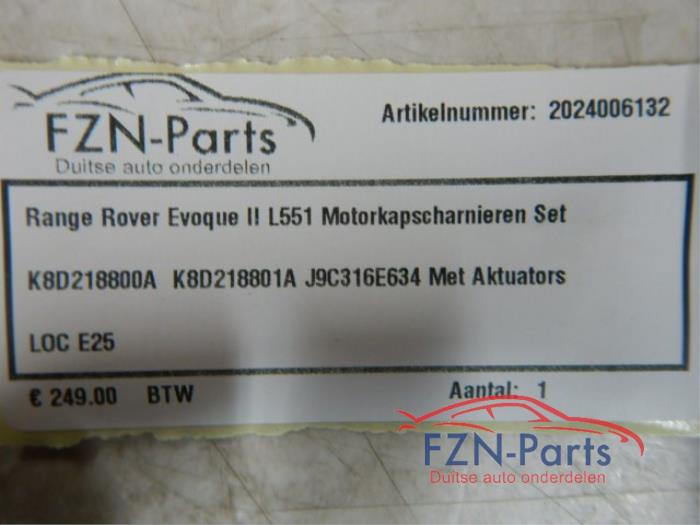 FZN-Parts
Duitse auto onderdelen
Artikelnummer: 2024006132
Range Rover Evoque II L551 Motorkapscharnieren Set
K8D218800A K8D218801A J9C316E634 Met Aktuators
LOC E25
€ 249.00 BTW
Aantal: 1
FZN-Parts
Duitse auto onderdelen